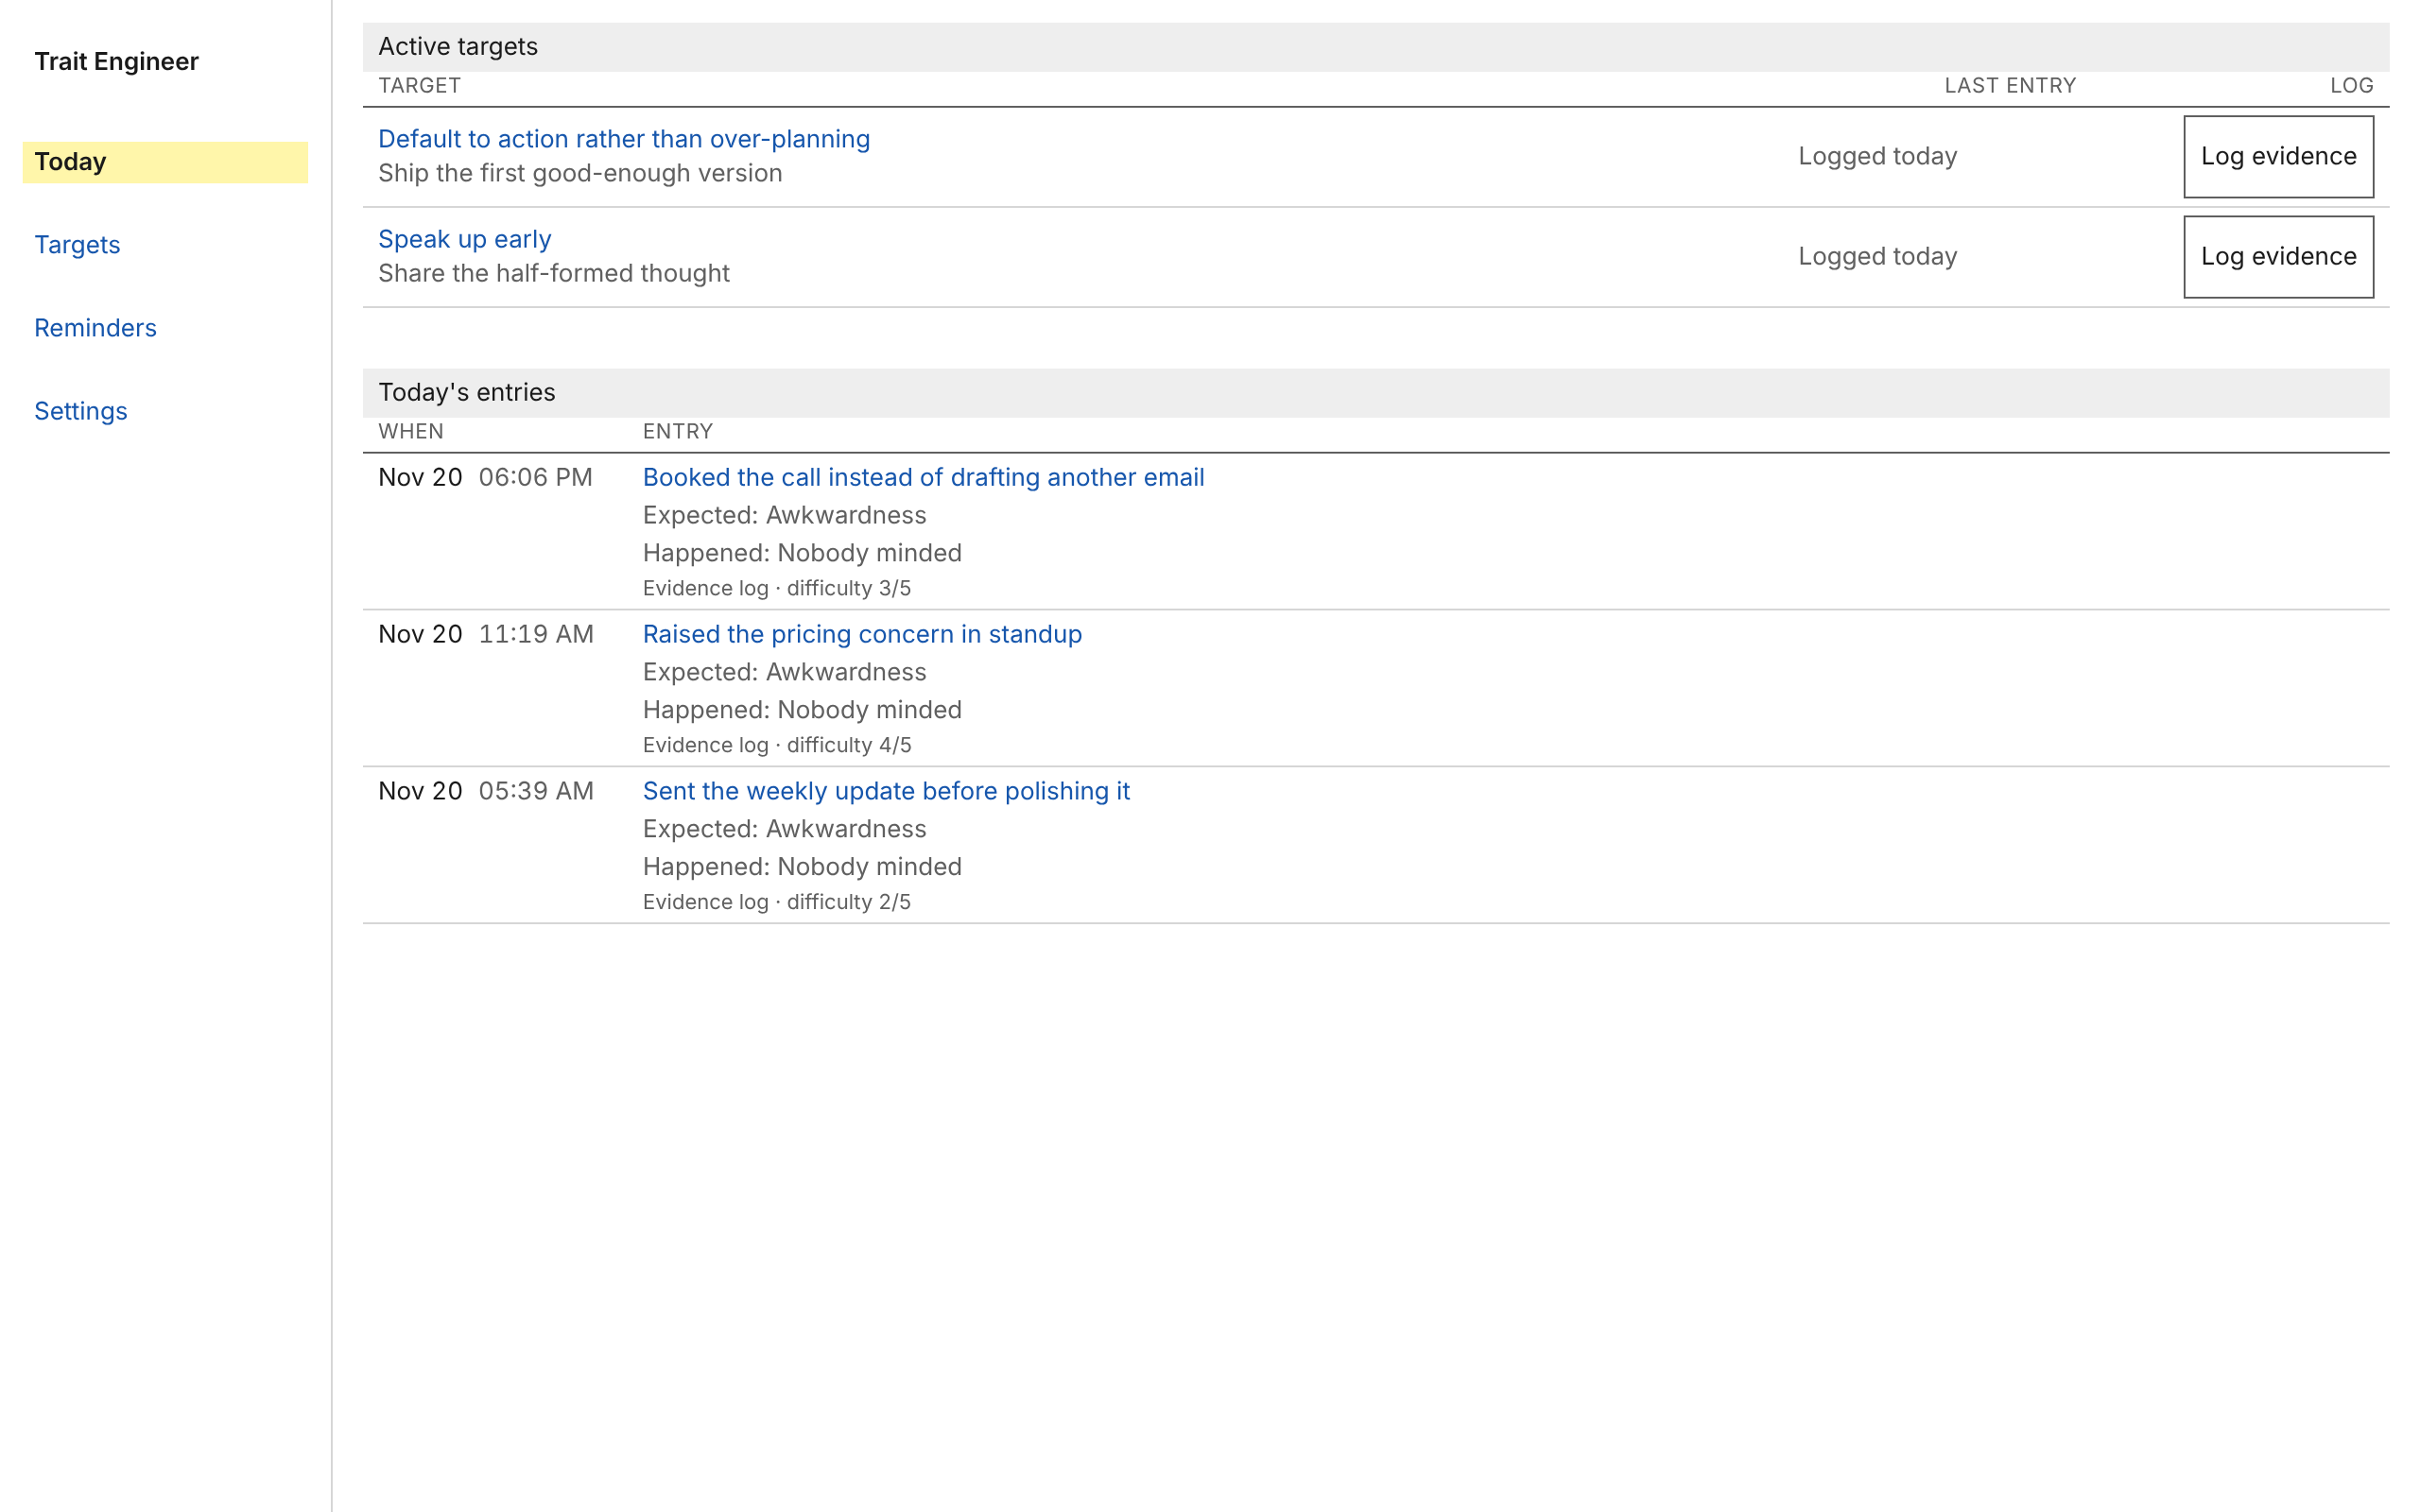 Trait Engineer
Today
Targets
Reminders
Settings
Active targets
TARGET LAST ENTRY LOG
Default to action rather than over-planning
Ship the first good-enough version
Logged today
Log evidence
Speak up early
Share the half-formed thought
Logged today
Log evidence
Today's entries
WHEN ENTRY
Nov 20 06:06 PM Booked the call instead of drafting another email
Expected: Awkwardness
Happened: Nobody minded
Evidence log · difficulty 3/5
Nov 20 11:19 AM Raised the pricing concern in standup
Expected: Awkwardness
Happened: Nobody minded
Evidence log · difficulty 4/5
Nov 20 05:39 AM Sent the weekly update before polishing it
Expected: Awkwardness
Happened: Nobody minded
Evidence log · difficulty 2/5